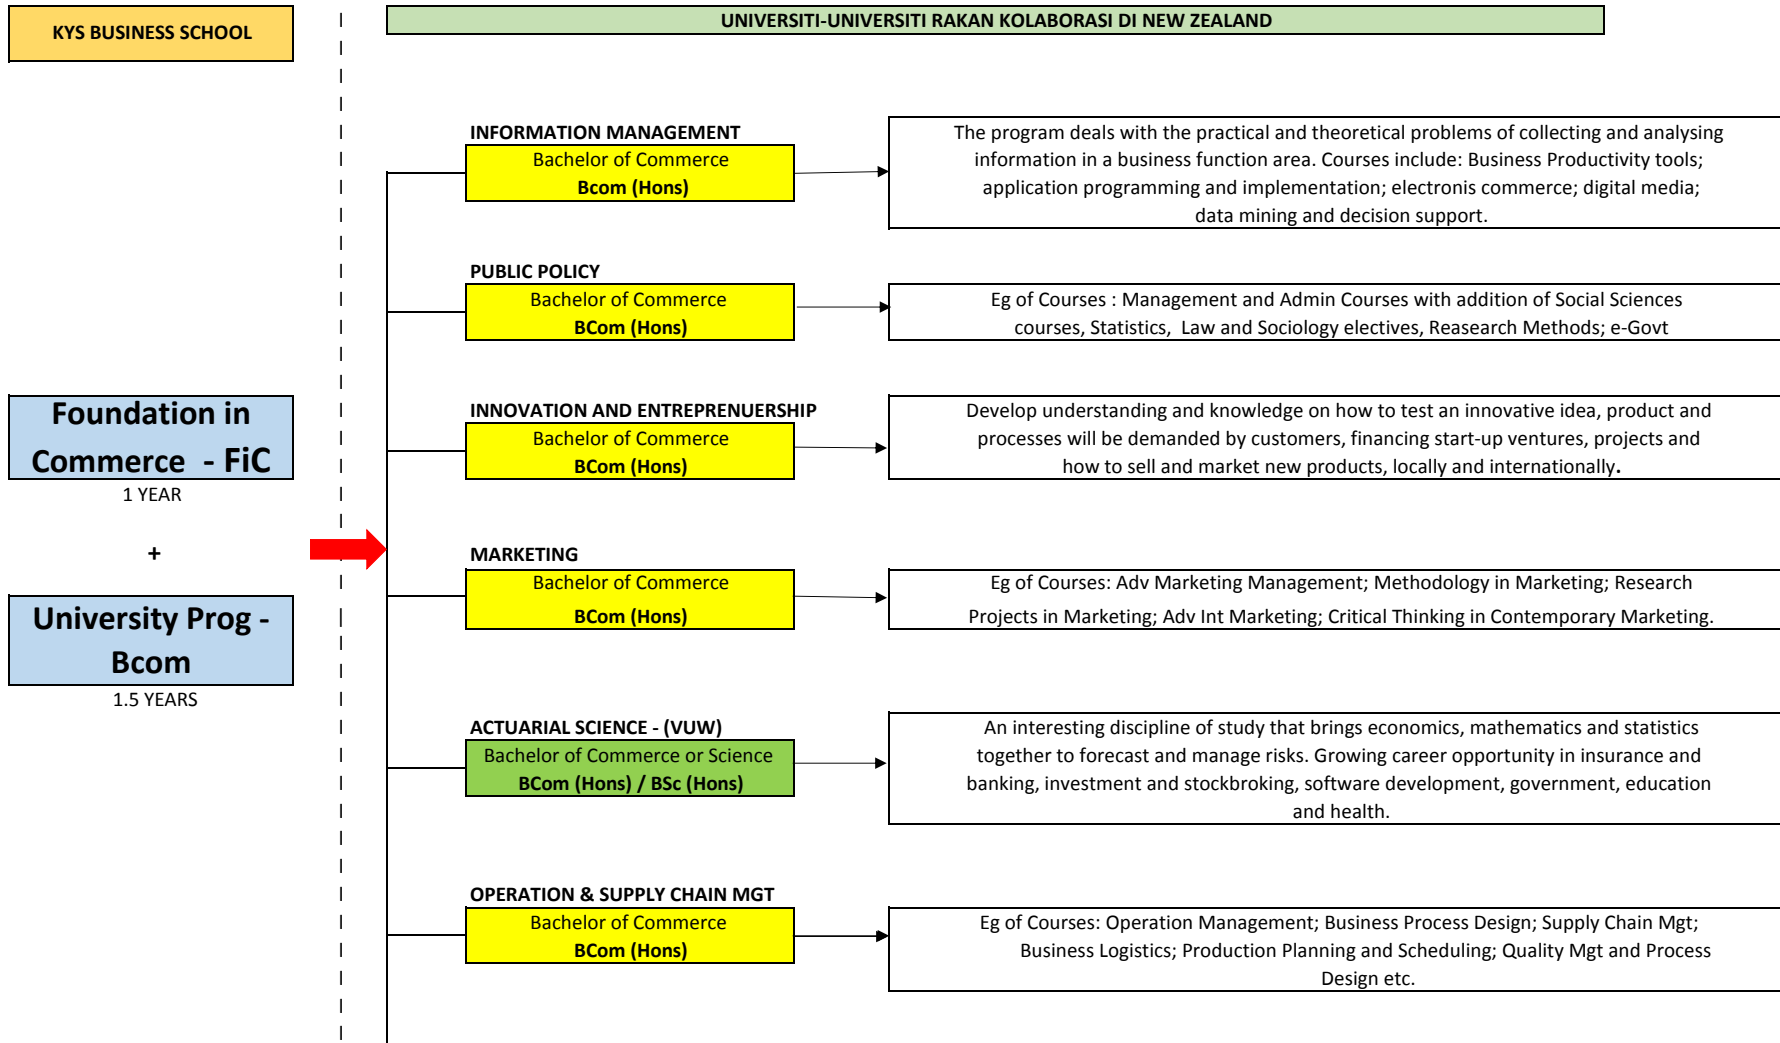 KYS BUSINESS SCHOOL
UNIVERSITI-UNIVERSITI RAKAN KOLABORASI DI NEW ZEALAND
Foundation in
Commerce - FiC
1 YEAR
+
University Prog -
Bcom
1.5 YEARS
INFORMATION MANAGEMENT
Bachelor of Commerce
Bcom (Hons)
The program deals with the practical and theoretical problems of collecting and analysing
information in a business function area. Courses include: Business Productivity tools;
application programming and implementation; electronis commerce; digital media;
data mining and decision support.
PUBLIC POLICY
Bachelor of Commerce
BCom (Hons)
Eg of Courses : Management and Admin Courses with addition of Social Sciences
courses, Statistics, Law and Sociology electives, Reasearch Methods; e-Govt
INNOVATION AND ENTREPRENUERSHIP
Bachelor of Commerce
BCom (Hons)
Develop understanding and knowledge on how to test an innovative idea, product and
processes will be demanded by customers, financing start-up ventures, projects and
how to sell and market new products, locally and internationally.
MARKETING
Bachelor of Commerce
BCom (Hons)
Eg of Courses: Adv Marketing Management; Methodology in Marketing; Research
Projects in Marketing; Adv Int Marketing; Critical Thinking in Contemporary Marketing.
ACTUARIAL SCIENCE - (VUW)
Bachelor of Commerce or Science
BCom (Hons) / BSc (Hons)
An interesting discipline of study that brings economics, mathematics and statistics
together to forecast and manage risks. Growing career opportunity in insurance and
banking, investment and stockbroking, software development, government, education
and health.
OPERATION & SUPPLY CHAIN MGT
Bachelor of Commerce
BCom (Hons)
Eg of Courses: Operation Management; Business Process Design; Supply Chain Mgt;
Business Logistics; Production Planning and Scheduling; Quality Mgt and Process
Design etc.